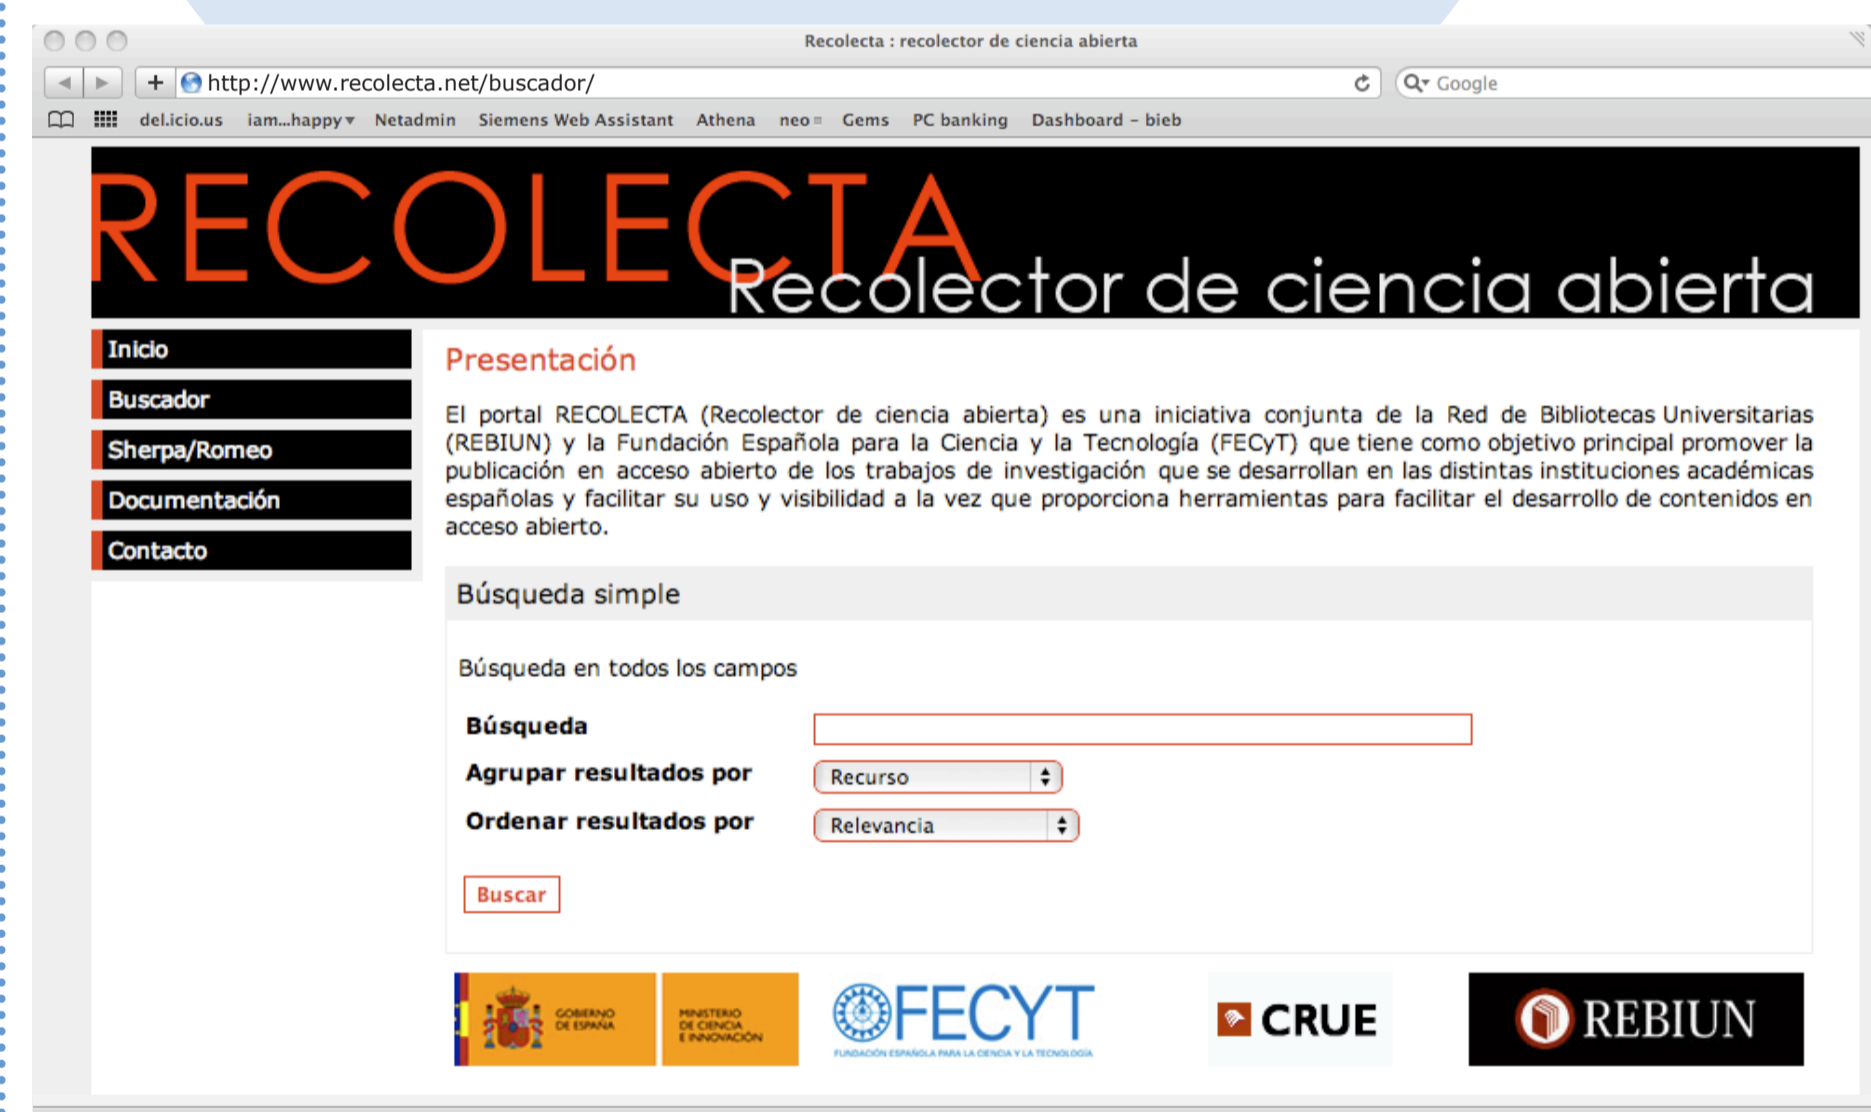 Recolecta : recolector de ciencia abierta
http://www.recolecta.net/buscador/
Google
del.icio.us iam...happy Netadmin Siemens Web Assistant Athena neo Gems PC banking Dashboard – bieb
RECOLECTA
Recolector de ciencia abierta
Inicio
Buscador
Sherpa/Romeo
Documentación
Contacto
Presentación
El portal RECOLECTA (Recolector de ciencia abierta) es una iniciativa conjunta de la Red de Bibliotecas Universitarias
(REBIUN) y la Fundación Española para la Ciencia y la Tecnología (FECyT) que tiene como objetivo principal promover la
publicación en acceso abierto de los trabajos de investigación que se desarrollan en las distintas instituciones académicas
españolas y facilitar su uso y visibilidad a la vez que proporciona herramientas para facilitar el desarrollo de contenidos en
acceso abierto.
Búsqueda simple
Búsqueda en todos los campos
Búsqueda
Agrupar resultados por Recurso
Ordenar resultados por Relevancia
Buscar
GOBIERNO
DE ESPAÑA
MINISTERIO
DE CIENCIA
E INNOVACIÓN
FECYT
FUNDACIÓN ESPAÑOLA PARA LA CIENCIA Y LA TECNOLOGÍA
CRUE
REBIUN